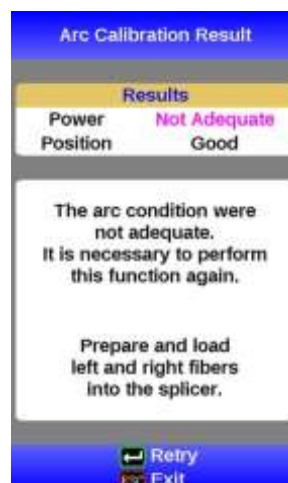 Arc Calibration Result
Results
Power Not Adequate
Position Good
The arc condition were
not adequate.
It is necessary to perform
this function again.
Prepare and load
left and right fibers
into the splicer.
Retry
Exit